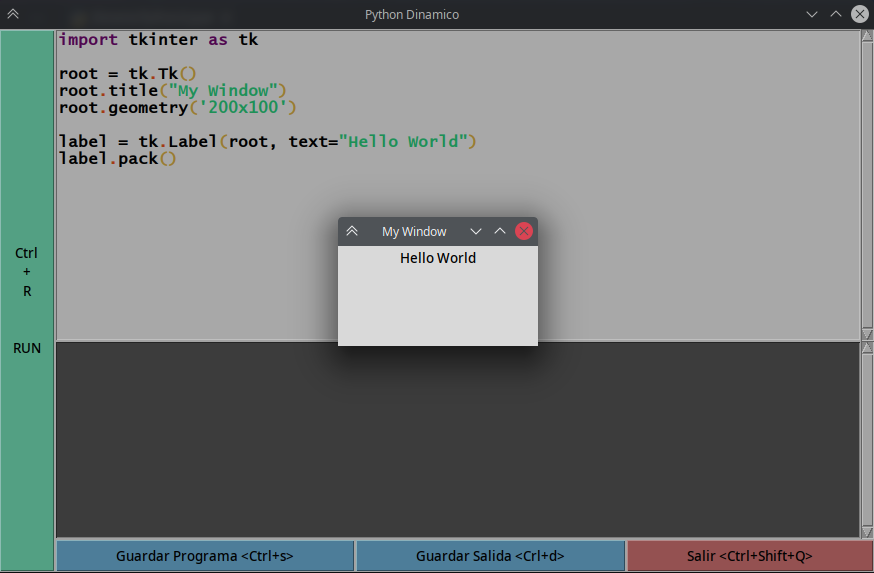 Python Dinamico
import tkinter as tk
root = tk.Tk()
root.title("My Window")
root.geometry('200x100')
label = tk.Label(root, text="Hello World")
label.pack()
My Window
Hello World
Ctrl
+
R
RUN
Guardar Programa <Ctrl+s>
Guardar Salida <Crl+d>
Salir <Ctrl+Shift+Q>